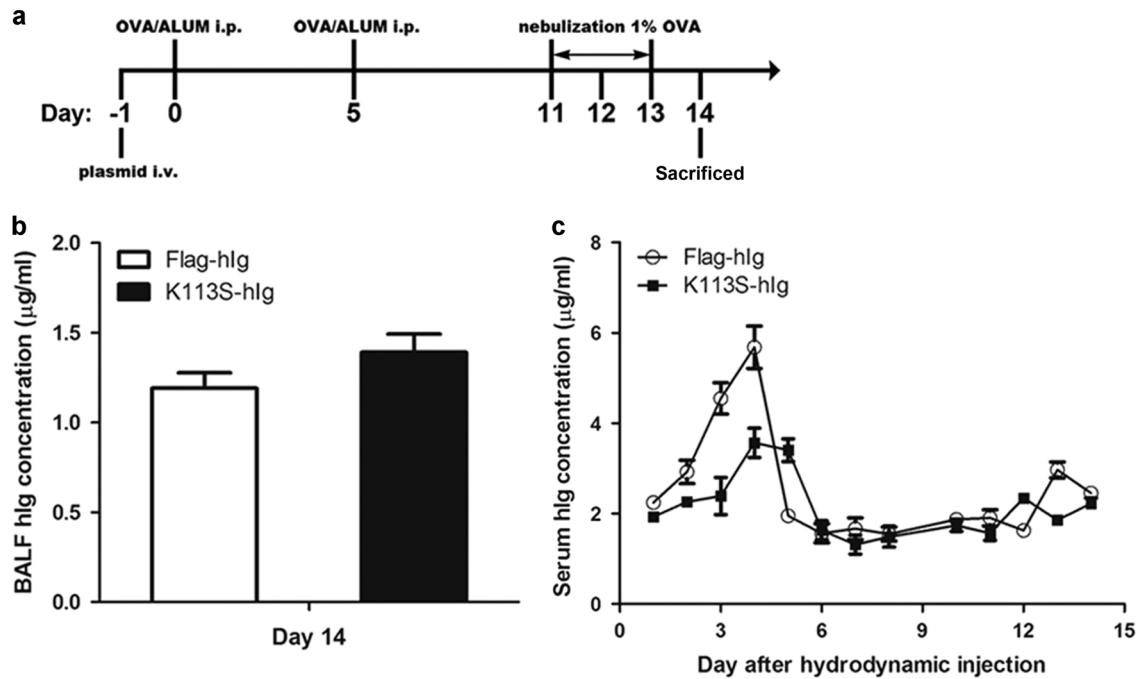 a
OVA/ALUM i.p. OVA/ALUM i.p. nebulization 1% OVA
Day: -1 0 5 11 12 13 14
plasmid i.v. Sacrificed
b
2.0
1.5
1.0
0.5
0.0
BALF hIg concentration (μg/ml)
Flag-hIg
K113S-hIg
Day 14
c
8
6
4
2
0
Serum hIg concentration (μg/ml)
Flag-hIg
K113S-hIg
0 3 6 9 12 15
Day after hydrodynamic injection